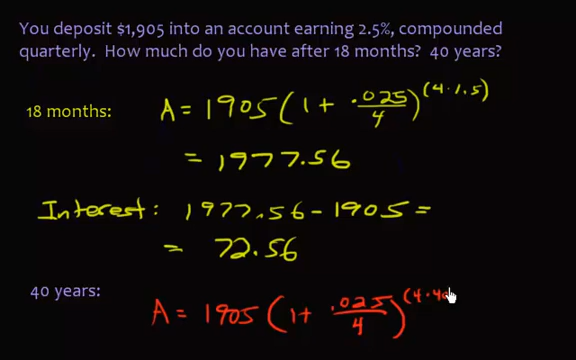 You deposit $1,905 into an account earning 2.5%, compounded
quarterly. How much do you have after 18 months? 40 years?
18 months: A = 1905(1 + .025/4)^(4·1.5)
= 1977.56
Interest: 1977.56 - 1905 =
= 72.56
40 years: A = 1905(1 + .025/4)^(4·40